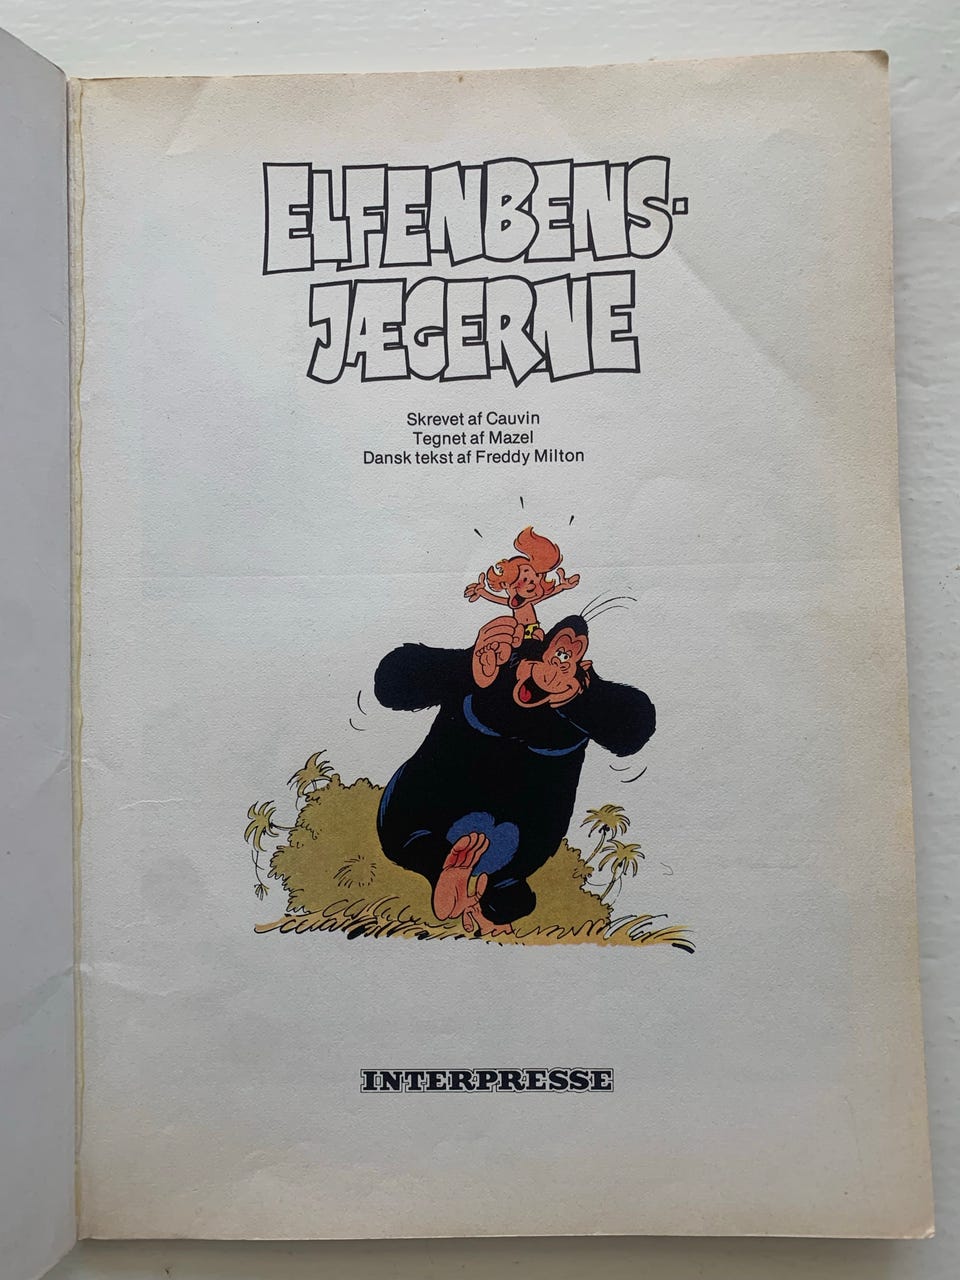 ELFENBENS-
JÆGERNE
Skrevet af Cauvin
Tegnet af Mazel
Dansk tekst af Freddy Milton
INTERPRESSE